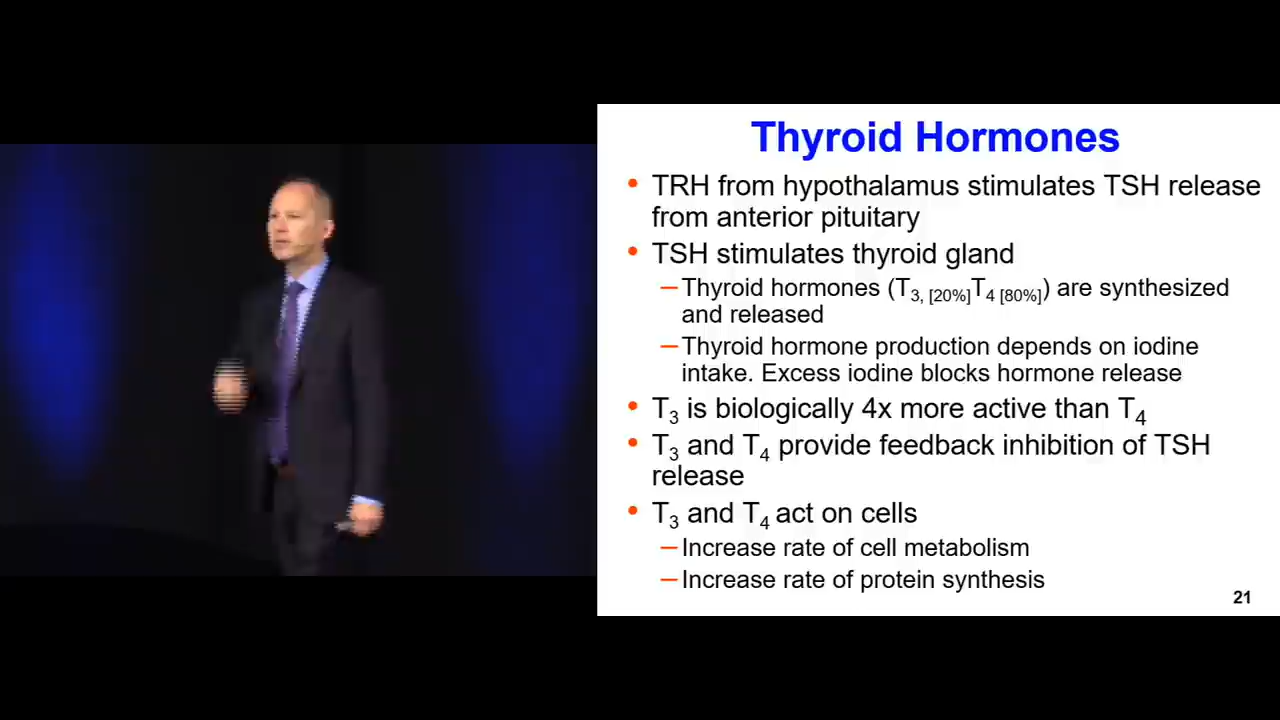 Thyroid Hormones
• TRH from hypothalamus stimulates TSH release
from anterior pituitary
• TSH stimulates thyroid gland
–Thyroid hormones (T3, [20%]T4 [80%]) are synthesized
and released
–Thyroid hormone production depends on iodine
intake. Excess iodine blocks hormone release
• T3 is biologically 4x more active than T4
• T3 and T4 provide feedback inhibition of TSH
release
• T3 and T4 act on cells
–Increase rate of cell metabolism
–Increase rate of protein synthesis
21